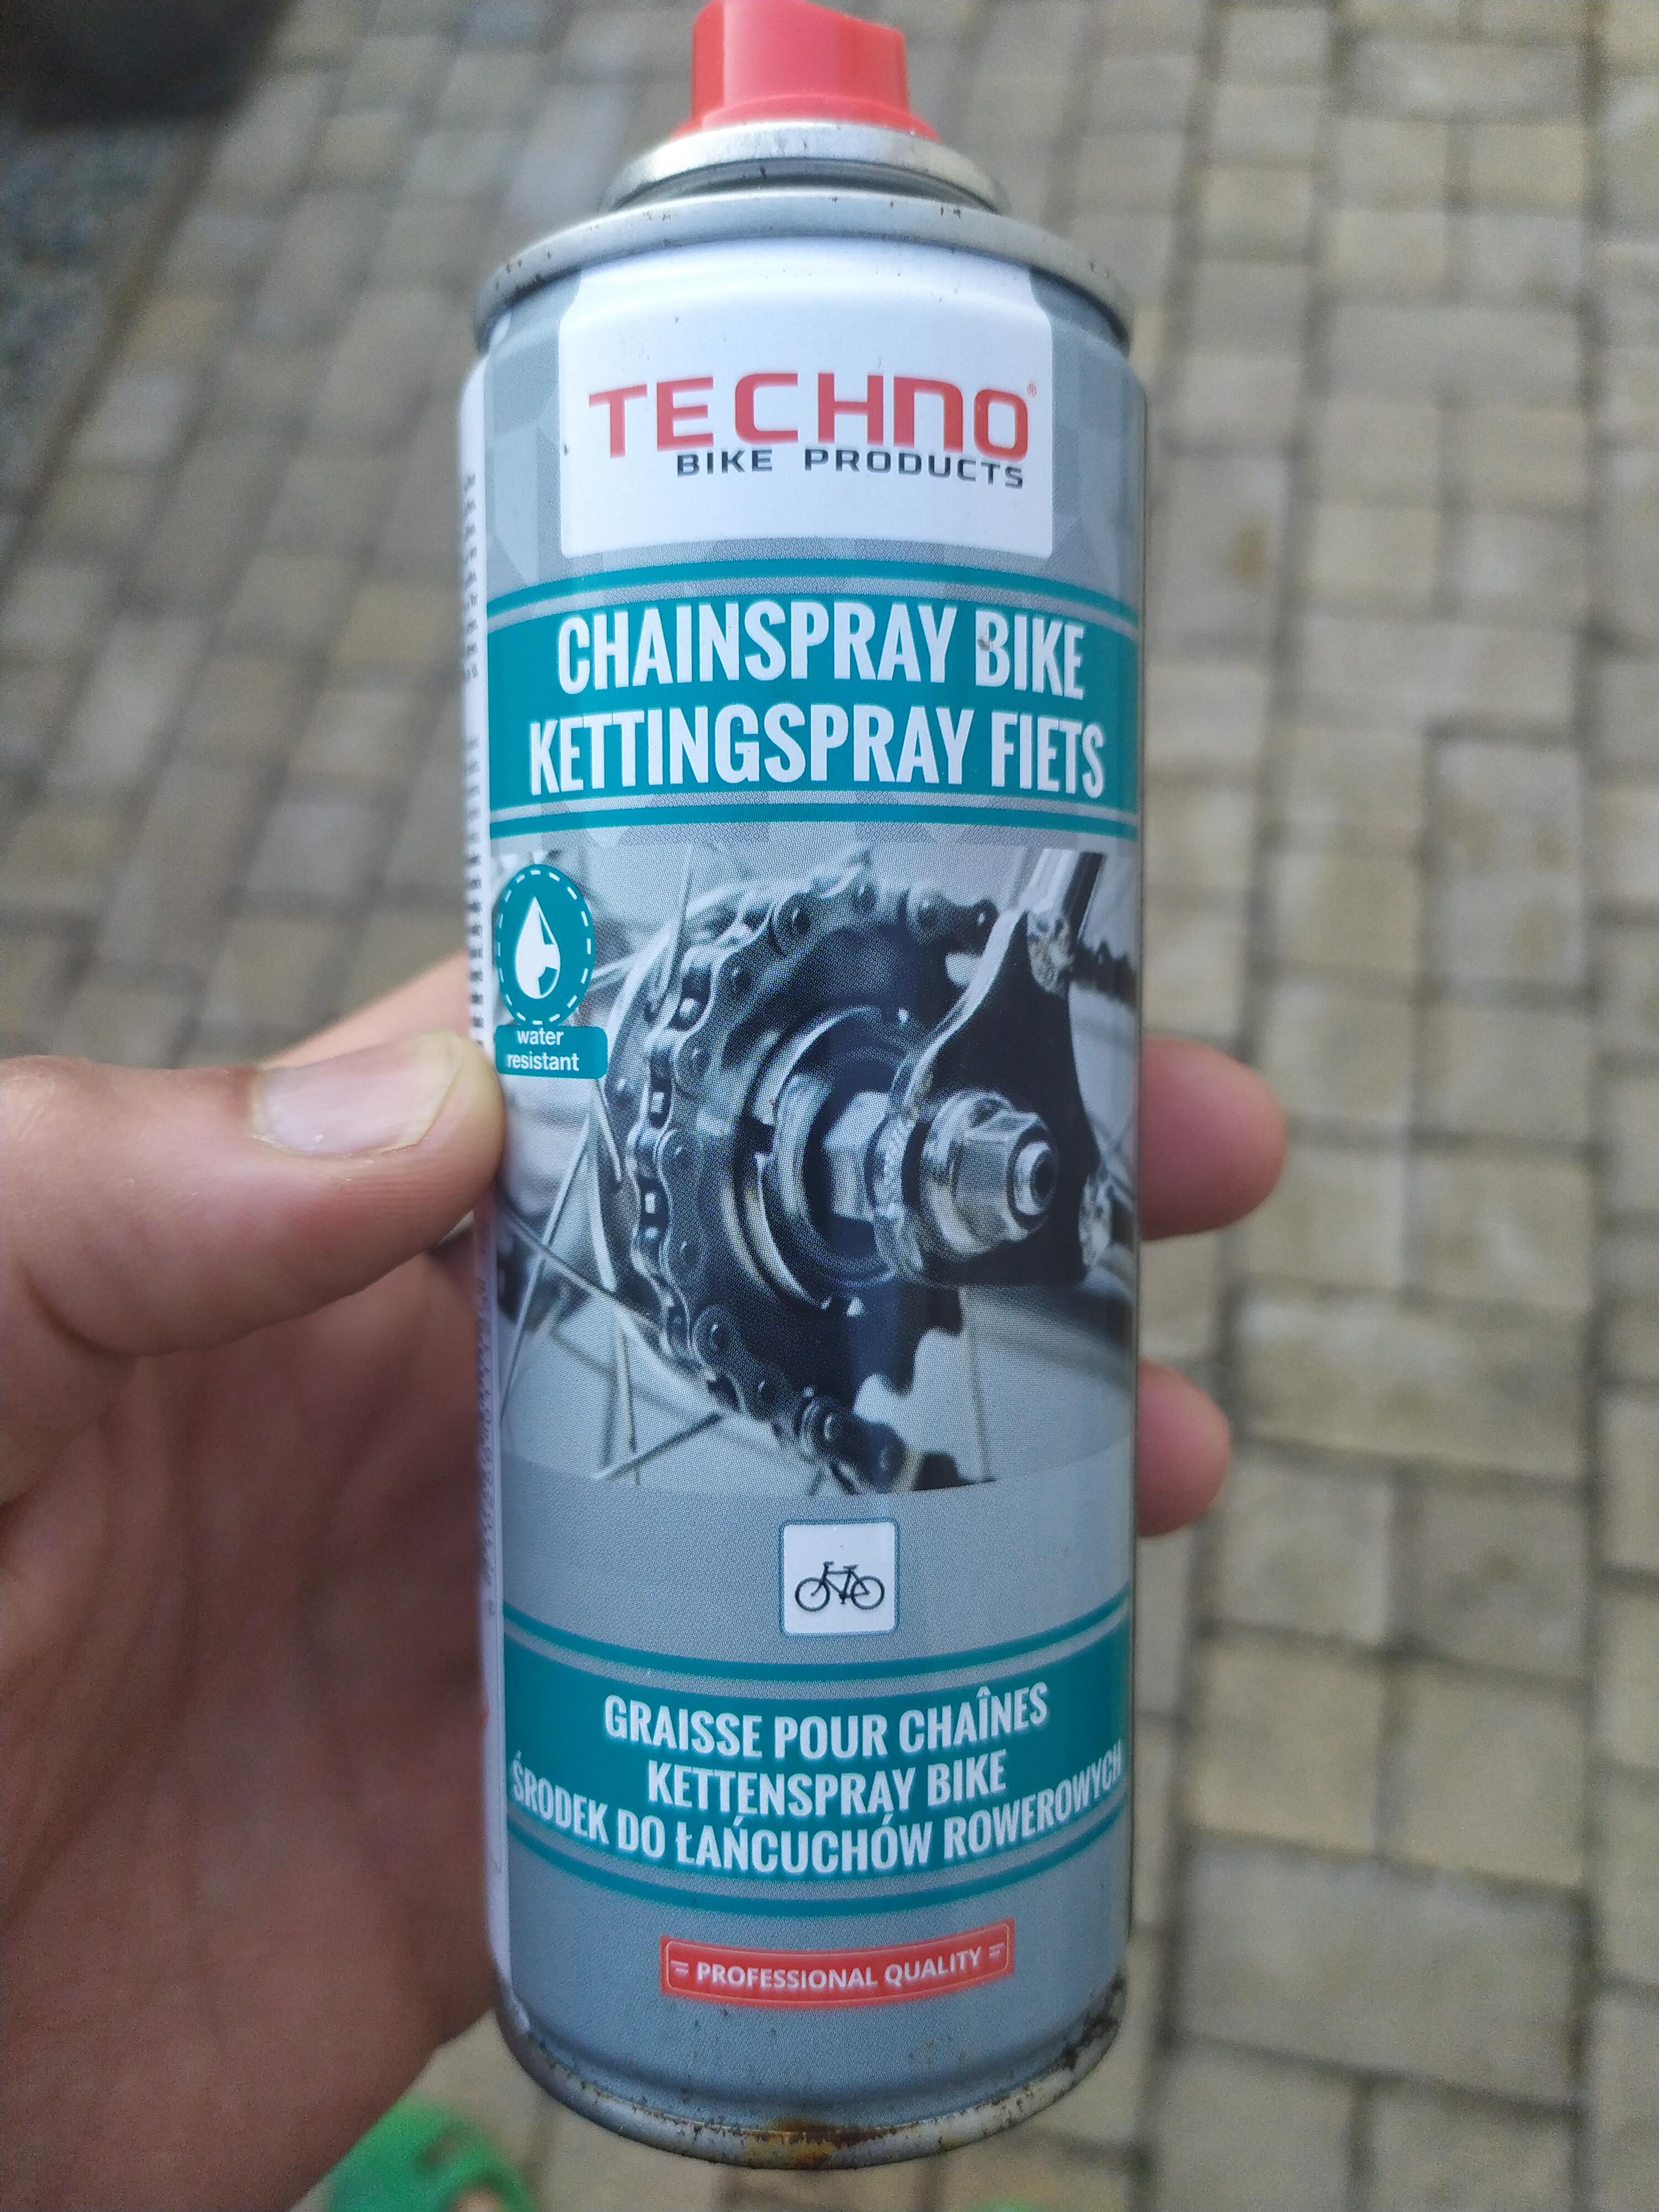 TECHNO®
BIKE PRODUCTS
CHAINSPRAY BIKE
KETTINGSPRAY FIETS
water
resistant
GRAISSE POUR CHAÎNES
KETTENSPRAY BIKE
ŚRODEK DO ŁAŃCUCHÓW ROWEROWYCH
PROFESSIONAL QUALITY